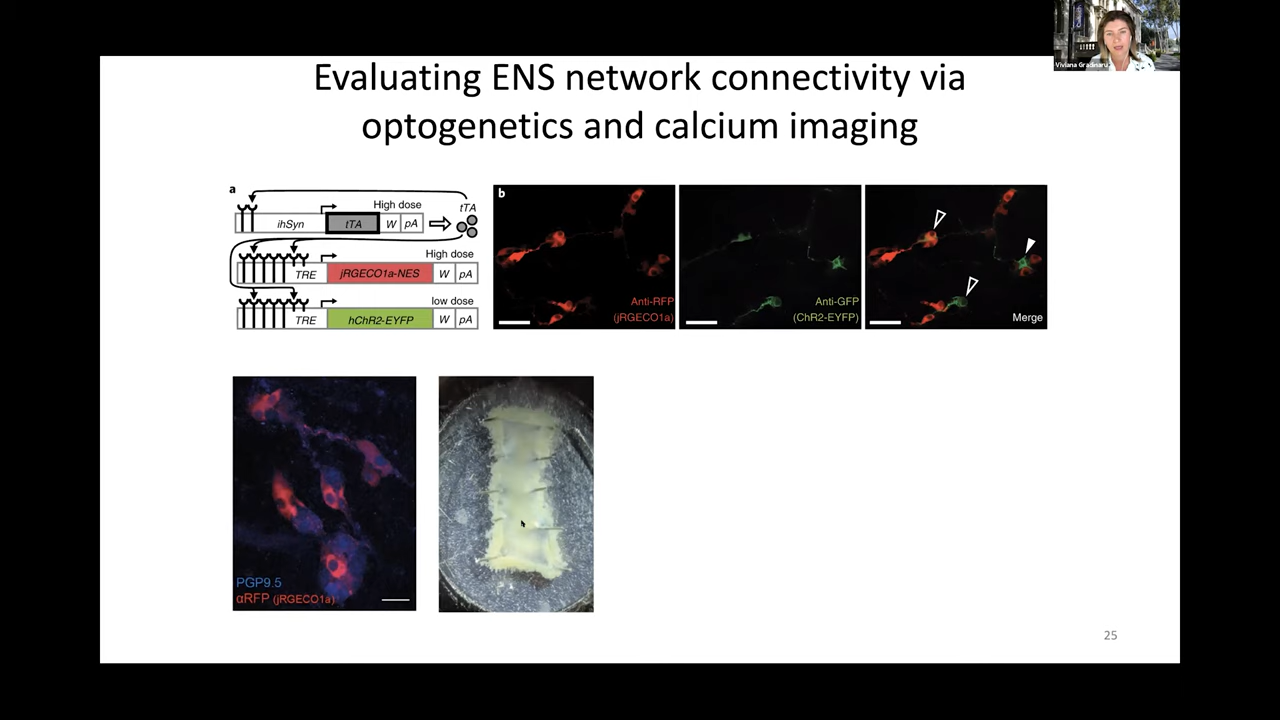 Viviana Gradinaru
Evaluating ENS network connectivity via
optogenetics and calcium imaging
a
High dose
tTA
ihSyn
tTA
W
pA
High dose
TRE
jRGECO1a-NES
W
pA
low dose
TRE
hChR2-EYFP
W
pA
b
Anti-RFP
(jRGECO1a)
Anti-GFP
(ChR2-EYFP)
Merge
PGP9.5
αRFP (jRGECO1a)
25